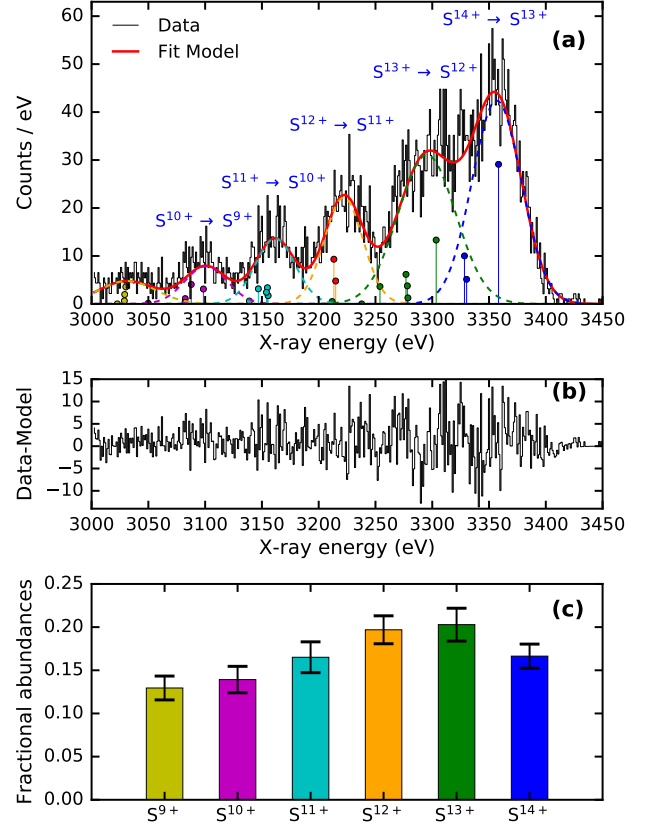 S¹⁴⁺ → S¹³⁺
60
Data
(a)
Fit Model
50
S¹³⁺ → S¹²⁺
40
S¹²⁺ → S¹¹⁺
30
S¹¹⁺ → S¹⁰⁺
20
S¹⁰⁺ → S⁹⁺
10
0
Counts / eV
3000 3050 3100 3150 3200 3250 3300 3350 3400 3450
X-ray energy (eV)
15
(b)
10
5
0
−5
−10
Data-Model
3000 3050 3100 3150 3200 3250 3300 3350 3400 3450
X-ray energy (eV)
0.25
(c)
0.20
0.15
0.10
0.05
0.00
Fractional abundances
S⁹⁺ S¹⁰⁺ S¹¹⁺ S¹²⁺ S¹³⁺ S¹⁴⁺